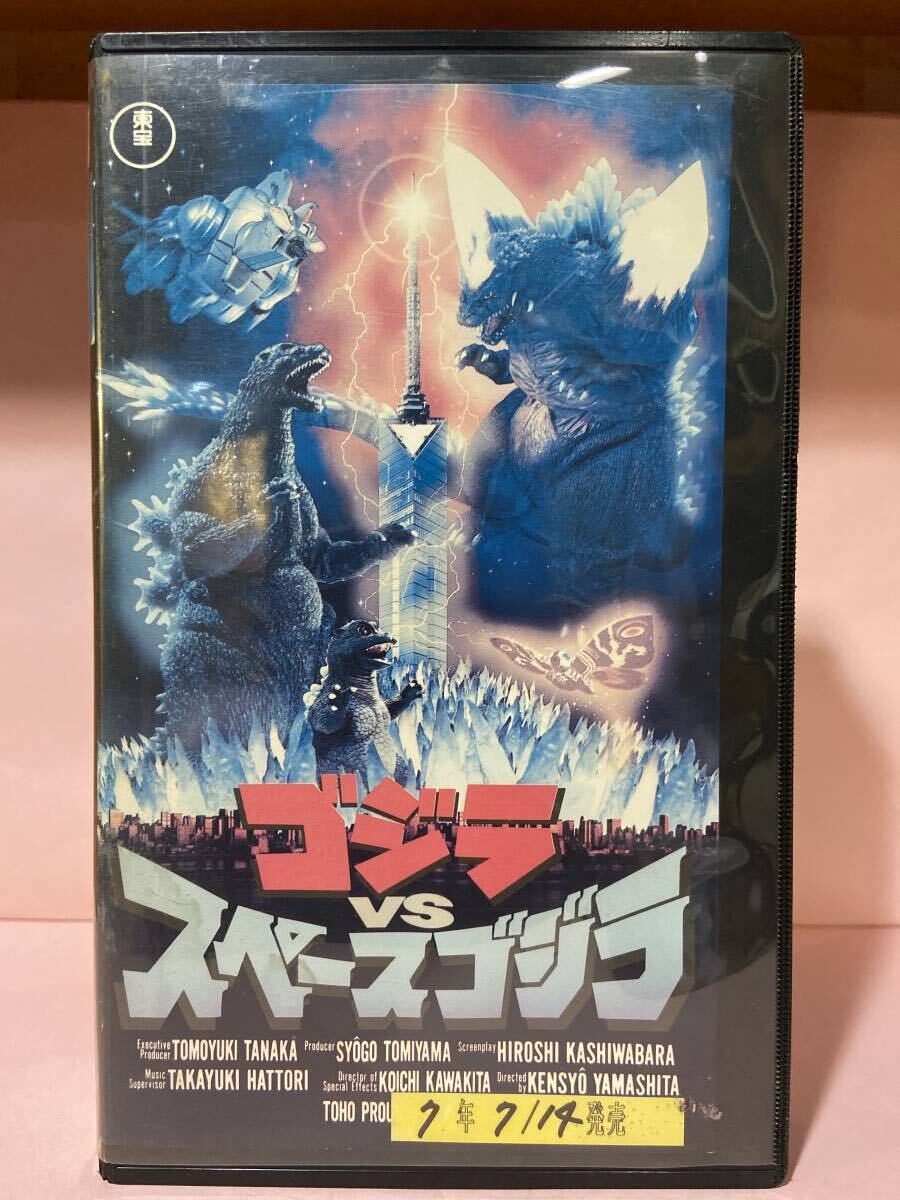 東宝
ゴジラ
VS
スペースゴジラ
Executive Producer TOMOYUKI TANAKA Producer SYÔGO TOMIYAMA Screenplay HIROSHI KASHIWABARA
Music Supervisor TAKAYUKI HATTORI Director of Special Effects KOICHI KAWAKITA Directed by KENSYÔ YAMASHITA
TOHO
7年 7/14 発売